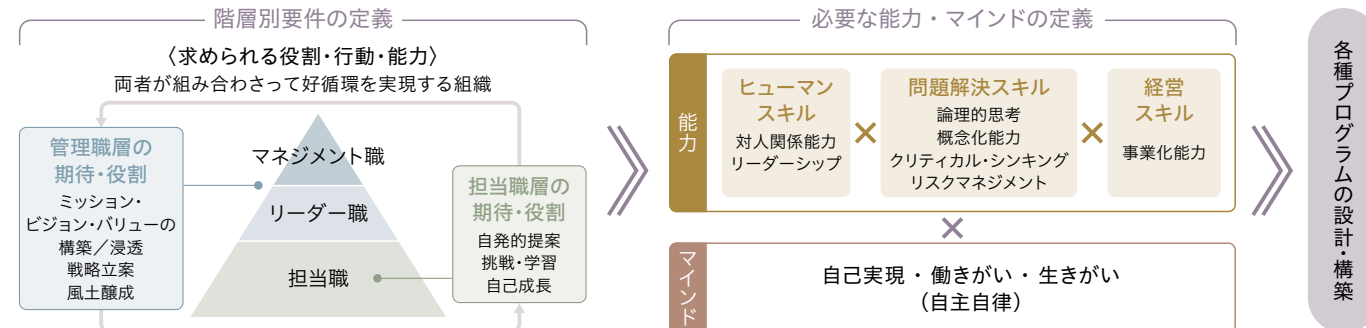 階層別要件の定義
〈求められる役割・行動・能力〉
両者が組み合わさって好循環を実現する組織
管理職層の
期待・役割
ミッション・
ビジョン・バリューの
構築／浸透
戦略立案
風土醸成
マネジメント職
リーダー職
担当職
担当職層の
期待・役割
自発的提案
挑戦・学習
自己成長
必要な能力・マインドの定義
能力
ヒューマン
スキル
対人関係能力
リーダーシップ
×
問題解決スキル
論理的思考
概念化能力
クリティカル・シンキング
リスクマネジメント
×
経営
スキル
事業化能力
×
マインド
自己実現・働きがい・生きがい
（自主自律）
各種プログラムの設計・構築